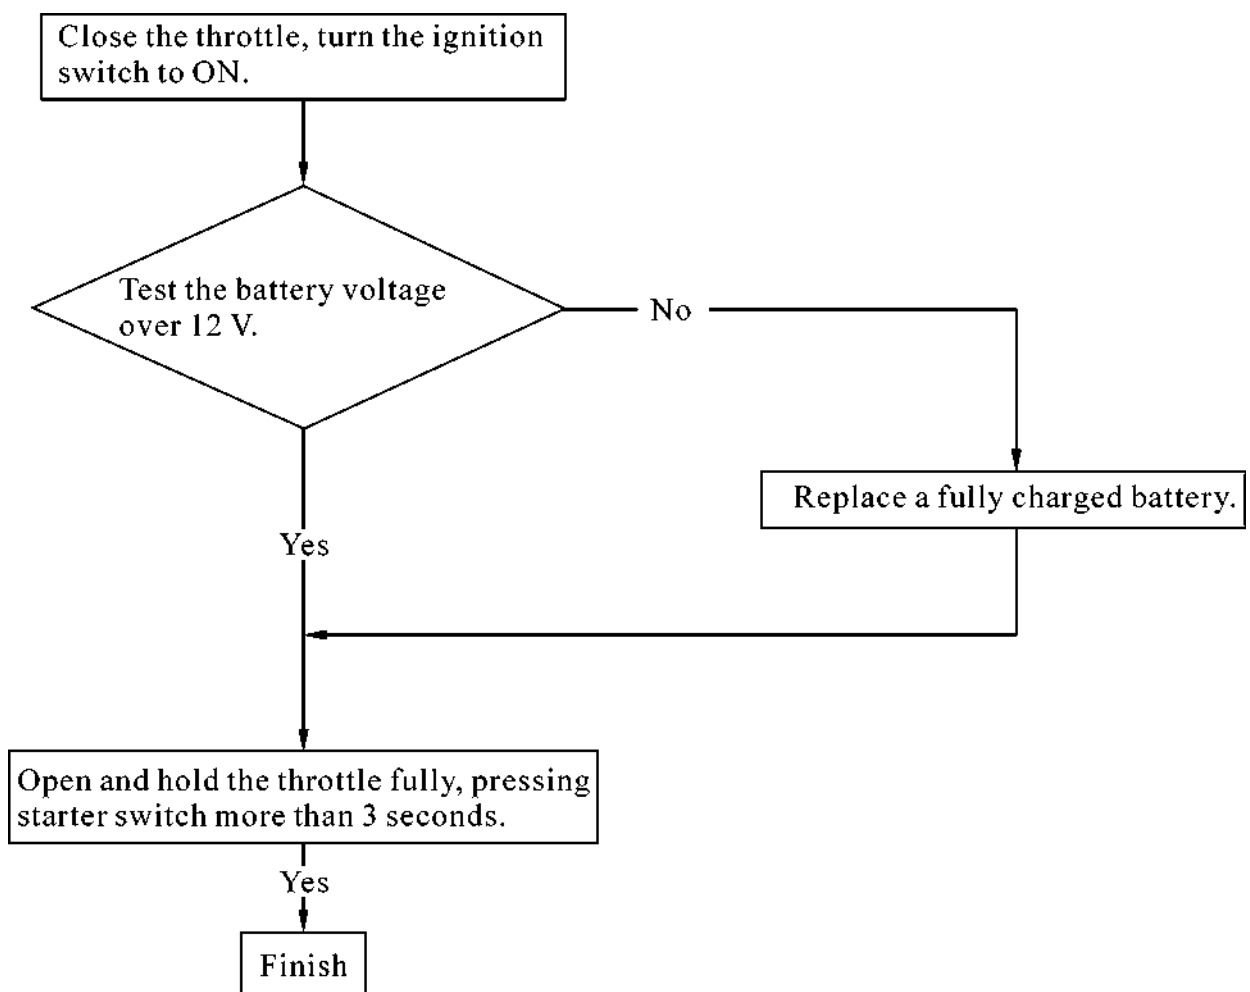 Close the throttle, turn the ignition
switch to ON.
Test the battery voltage
over 12 V.
No
Replace a fully charged battery.
Yes
Open and hold the throttle fully, pressing
starter switch more than 3 seconds.
Yes
Finish